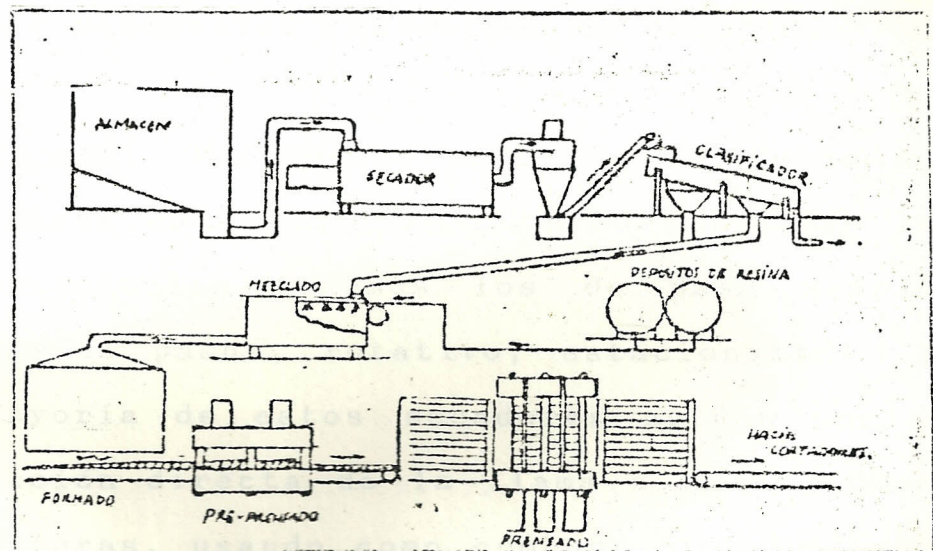 ALMACEN
SECADOR
CLASIFICADOR
MEZCLADO
DEPOSITOS DE RESINA
FORMADO
PRE-PRENSADO
PRENSADO
HACIA
CORTADORES.